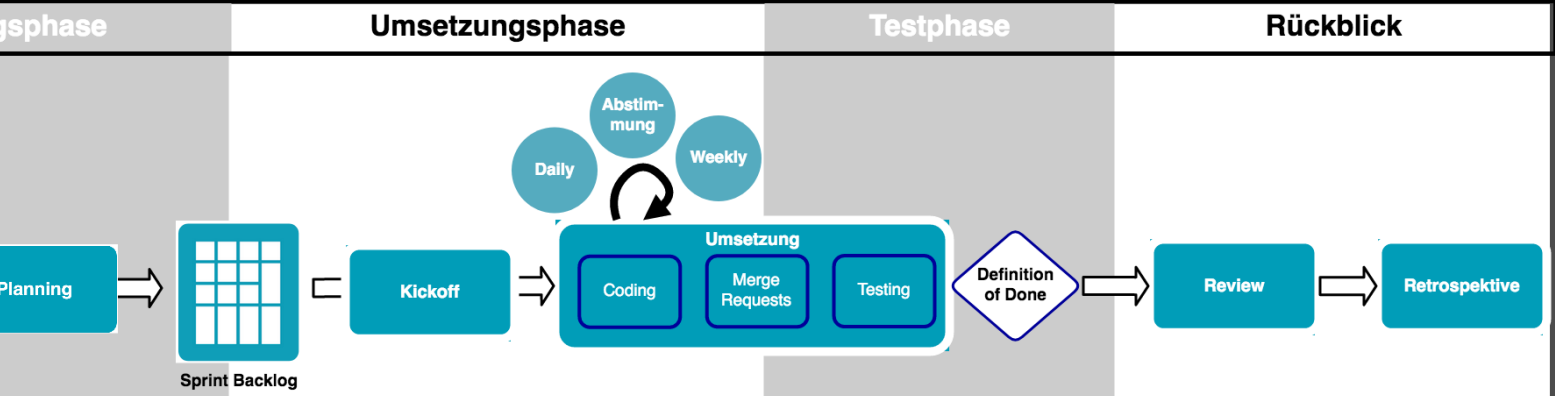 gsphase
Umsetzungsphase
Testphase
Rückblick
Abstim-
mung
Daily
Weekly
Umsetzung
Planning
Kickoff
Coding
Merge
Requests
Testing
Definition
of Done
Review
Retrospektive
Sprint Backlog